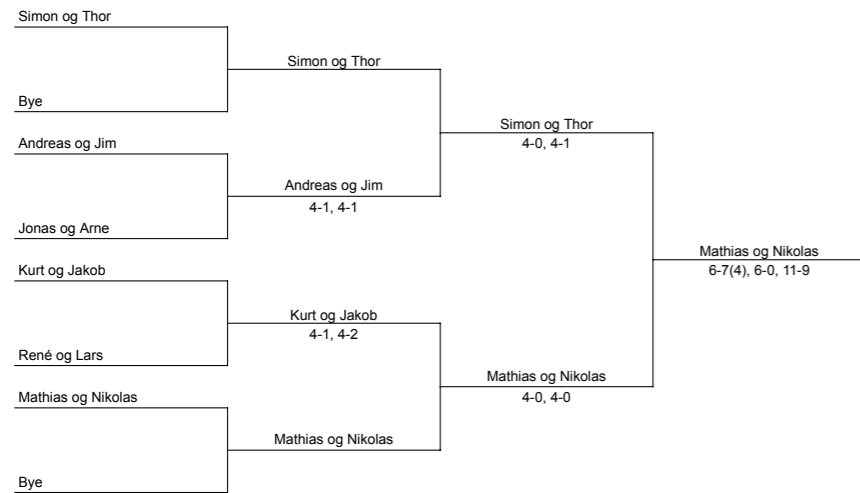 Simon og Thor
Bye
Andreas og Jim
Jonas og Arne
Kurt og Jakob
René og Lars
Mathias og Nikolas
Bye
Simon og Thor
Andreas og Jim
4-1, 4-1
Kurt og Jakob
4-1, 4-2
Mathias og Nikolas
Simon og Thor
4-0, 4-1
Mathias og Nikolas
4-0, 4-0
Mathias og Nikolas
6-7(4), 6-0, 11-9